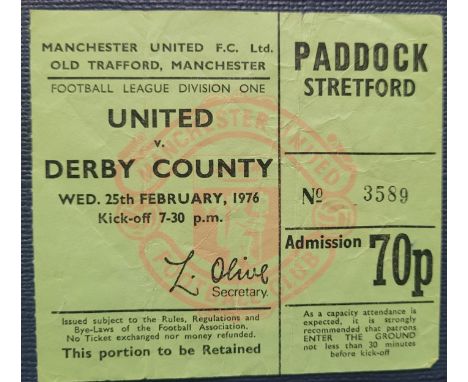 MANCHESTER UNITED F.C. Ltd.
OLD TRAFFORD, MANCHESTER
FOOTBALL LEAGUE DIVISION ONE
UNITED
v.
DERBY COUNTY
WED. 25th FEBRUARY, 1976
Kick-off 7-30 p.m.
L. Olive
Secretary.
Issued subject to the Rules, Regulations and
Bye-Laws of the Football Association.
No Ticket exchanged nor money refunded.
This portion to be Retained
PADDOCK
STRETFORD
No 3589
Admission 70p
As a capacity attendance is
expected, it is strongly
recommended that patrons
ENTER THE GROUND
not less than 30 minutes
before kick-off
MANCHESTER UNITED
CLUB